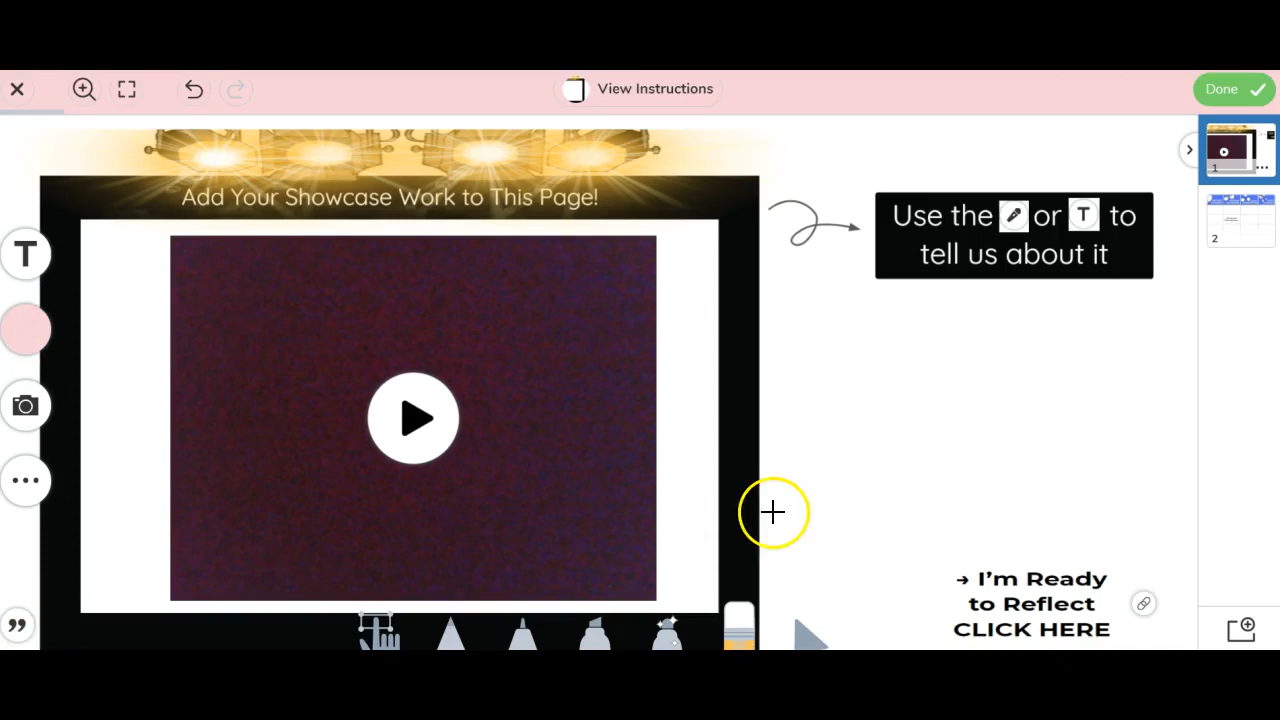 View Instructions
Done
Add Your Showcase Work to This Page!
Use the or T to
tell us about it
T
1
2
→ I'm Ready
to Reflect
CLICK HERE